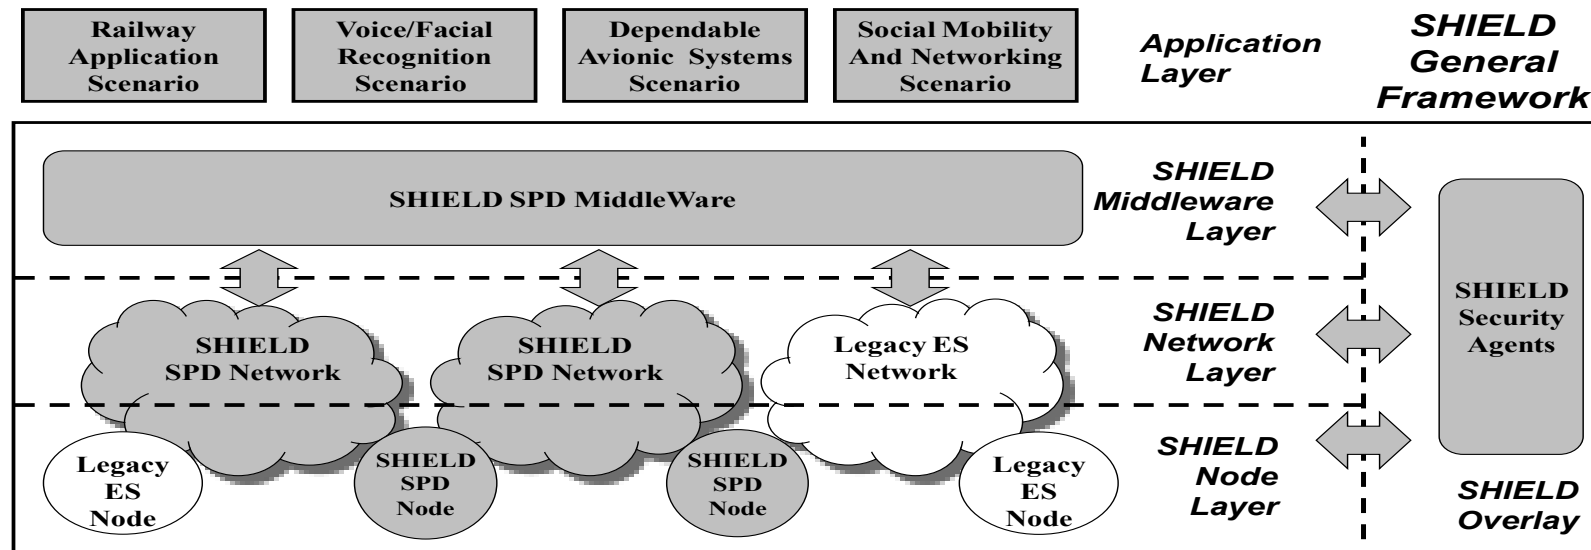 Railway
Application
Scenario
Voice/Facial
Recognition
Scenario
Dependable
Avionic Systems
Scenario
Social Mobility
And Networking
Scenario
Application
Layer
SHIELD
General
Framework
SHIELD SPD MiddleWare
SHIELD
Middleware
Layer
SHIELD
SPD Network
SHIELD
SPD Network
Legacy ES
Network
SHIELD
Network
Layer
SHIELD
Security
Agents
Legacy
ES
Node
SHIELD
SPD
Node
SHIELD
SPD
Node
Legacy
ES
Node
SHIELD
Node
Layer
SHIELD
Overlay